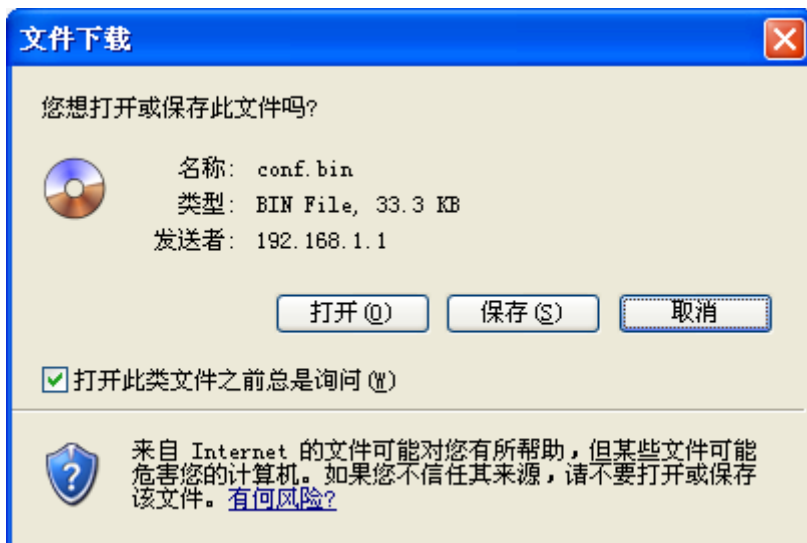 文件下载
您想打开或保存此文件吗?
名称: conf.bin
类型: BIN File, 33.3 KB
发送者: 192.168.1.1
打开(O) 保存(S) 取消
打开此类文件之前总是询问(W)
来自 Internet 的文件可能对您有所帮助,但某些文件可能
危害您的计算机。如果您不信任其来源,请不要打开或保存
该文件。有何风险?